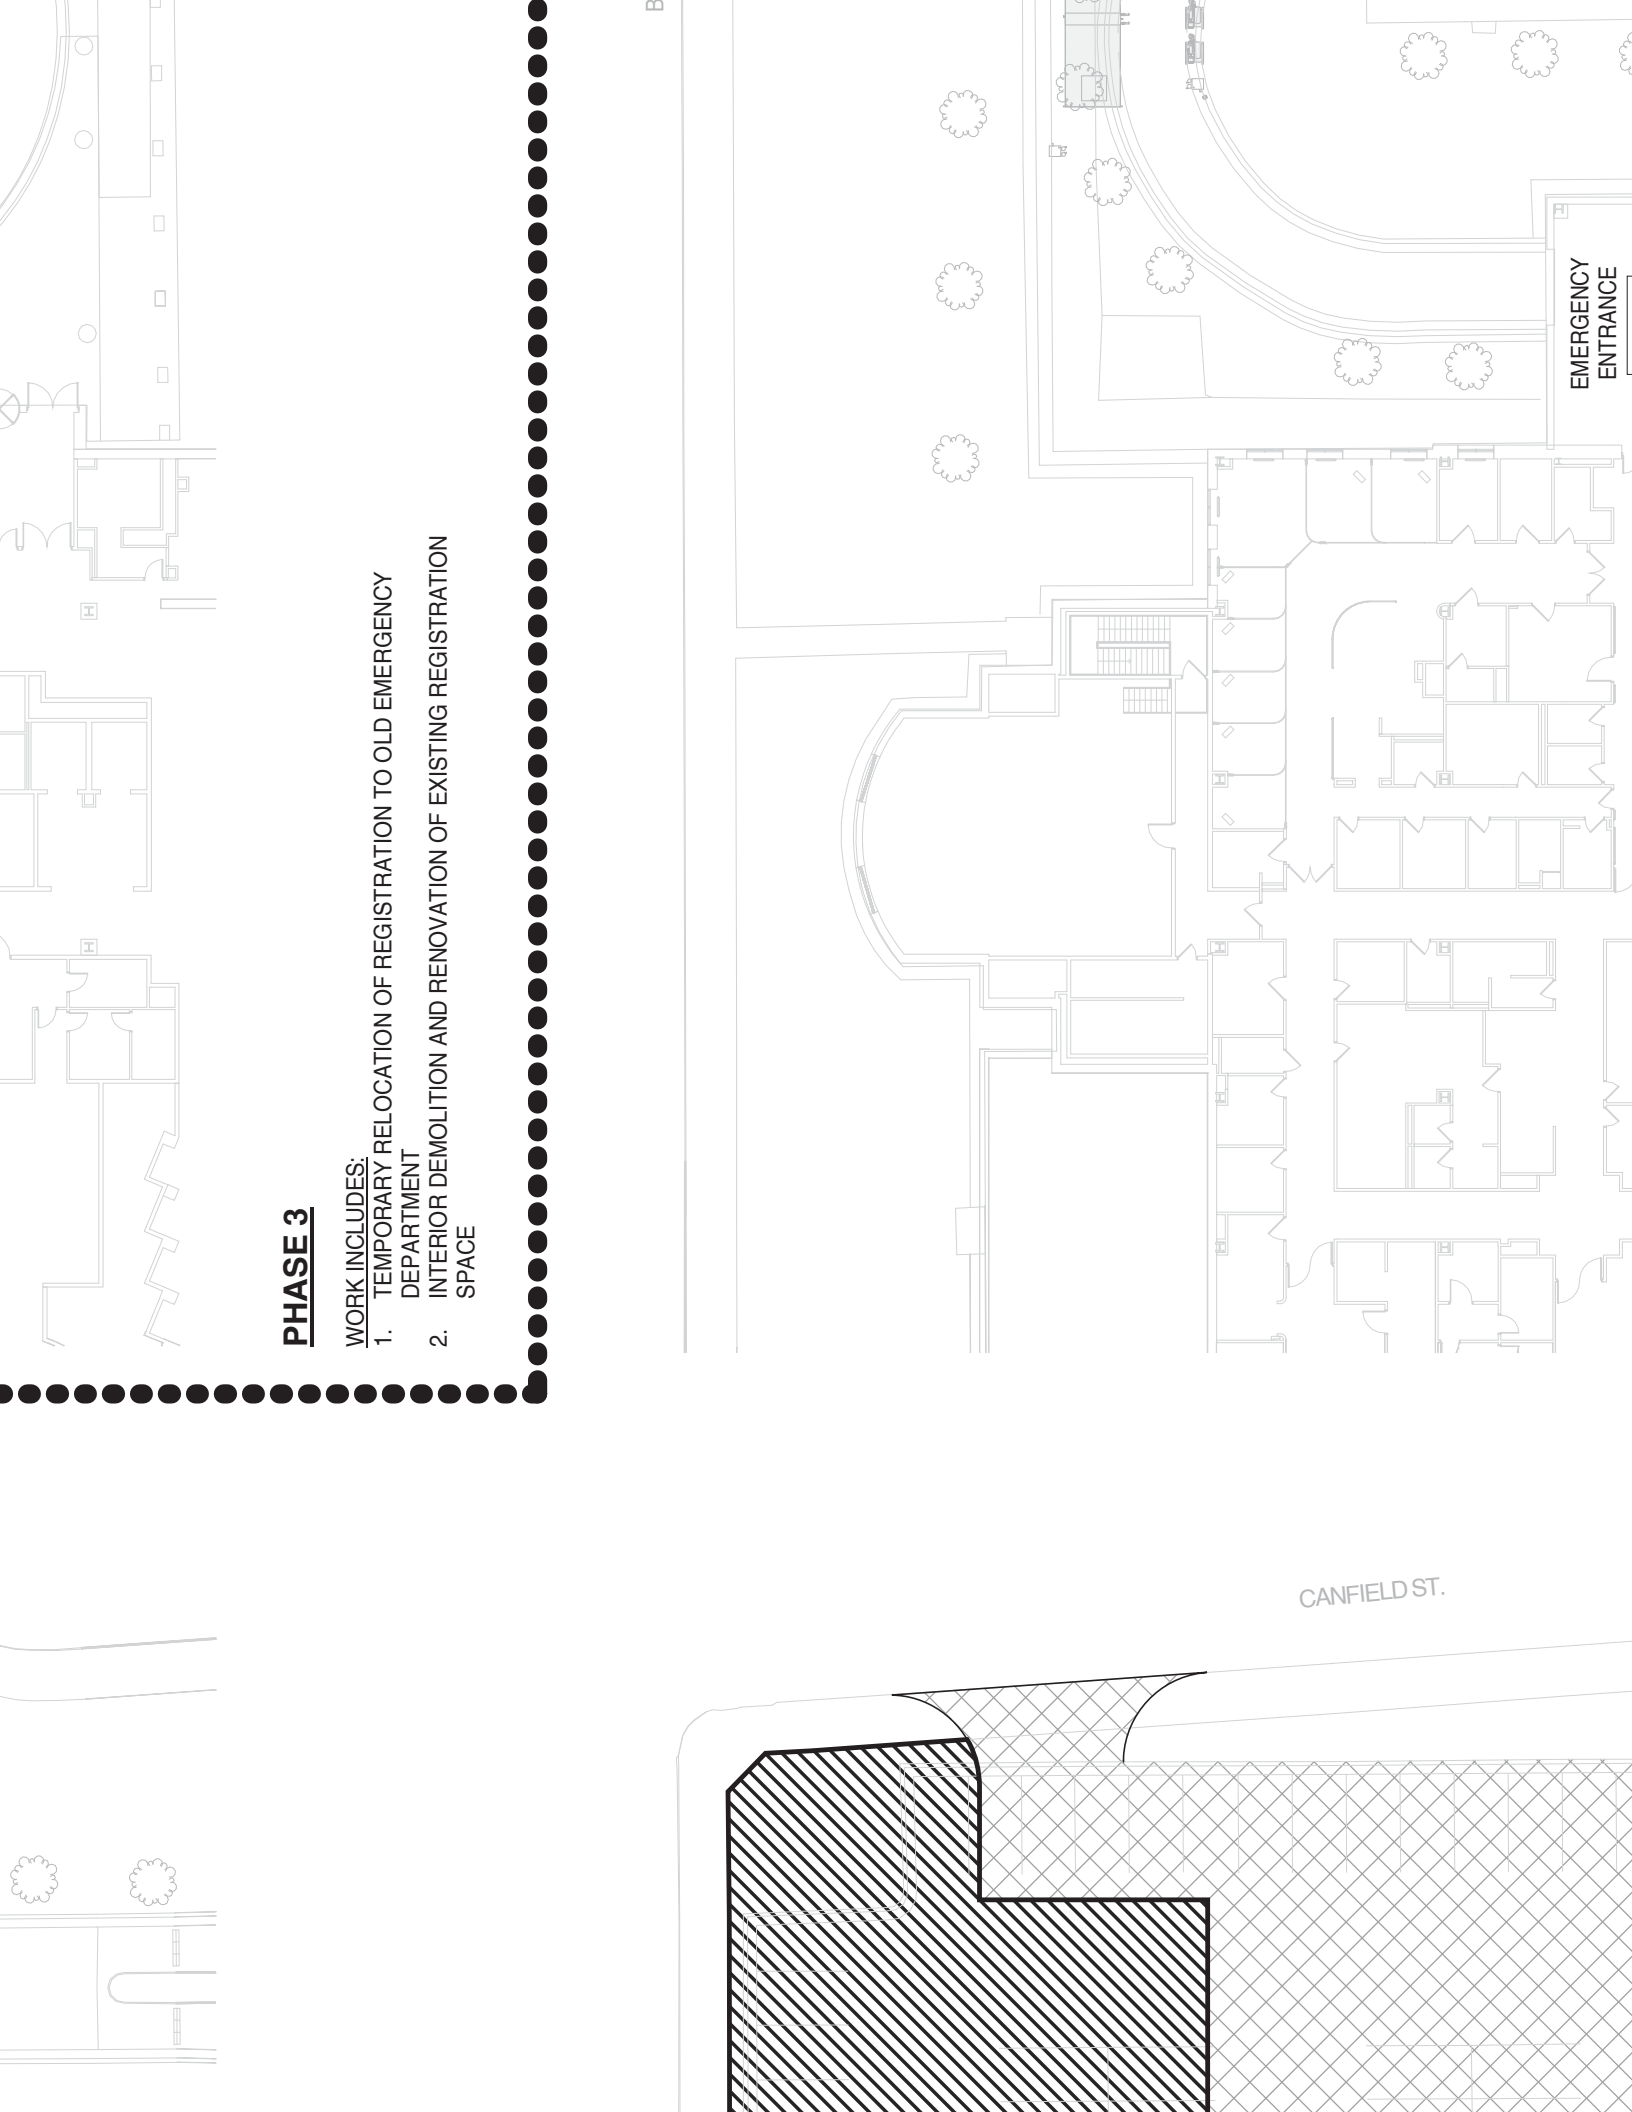 B
EMERGENCY
ENTRANCE
PHASE 3
WORK INCLUDES:
1. TEMPORARY RELOCATION OF REGISTRATION TO OLD EMERGENCY
DEPARTMENT
2. INTERIOR DEMOLITION AND RENOVATION OF EXISTING REGISTRATION
SPACE
CANFIELD ST.